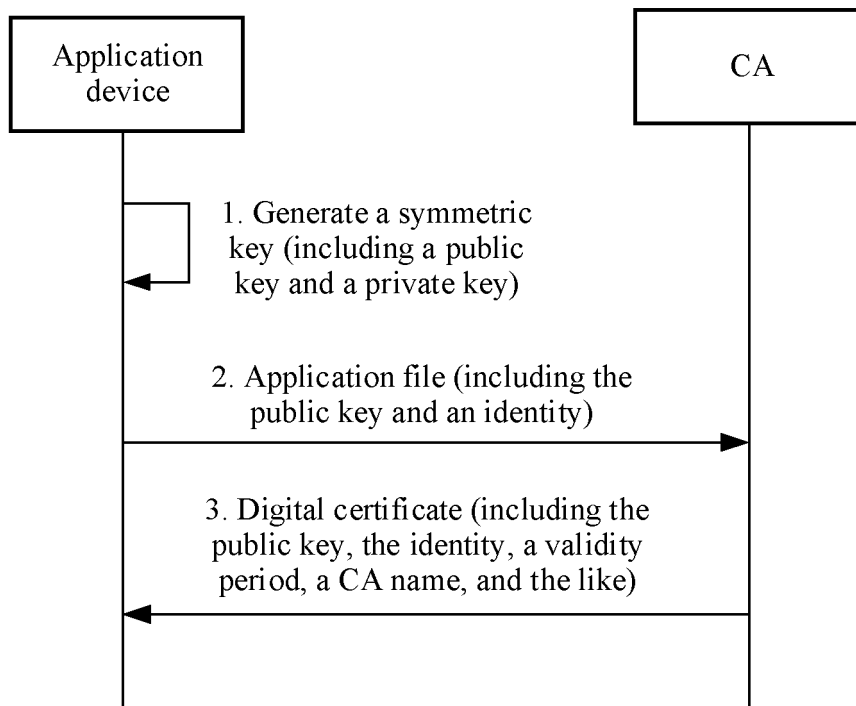 Application
device
CA
1. Generate a symmetric
key (including a public
key and a private key)
2. Application file (including the
public key and an identity)
3. Digital certificate (including the
public key, the identity, a validity
period, a CA name, and the like)